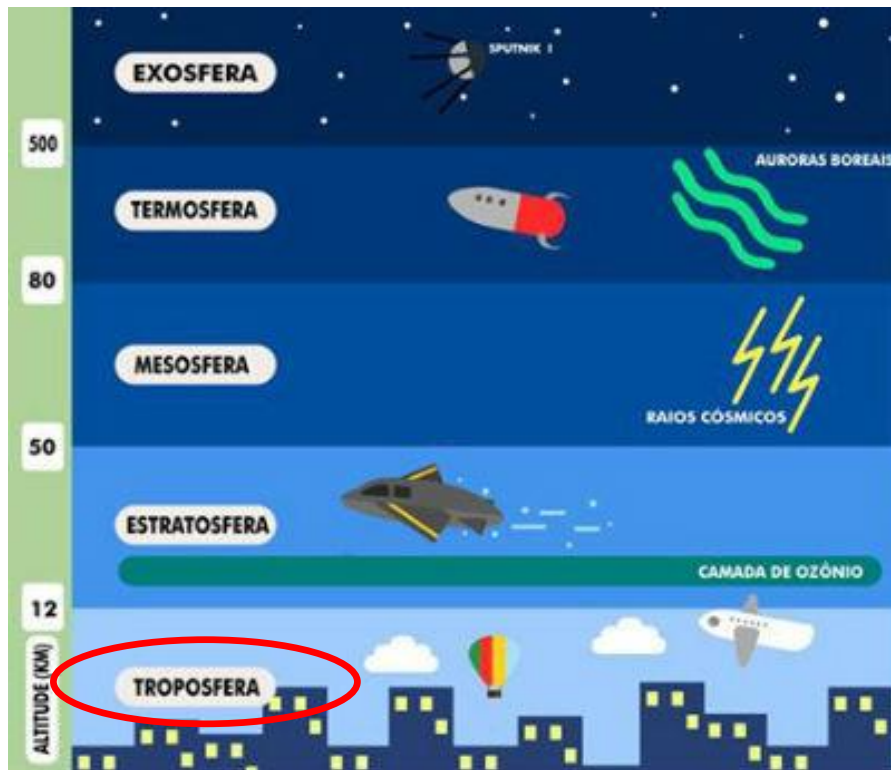 SPUTNIK I
EXOSFERA
500
AURORAS BOREAIS
TERMOSFERA
80
MESOSFERA
RAIOS CÓSMICOS
50
ESTRATOSFERA
CAMADA DE OZÔNIO
12
TROPOSFERA
ALTITUDE (KM)